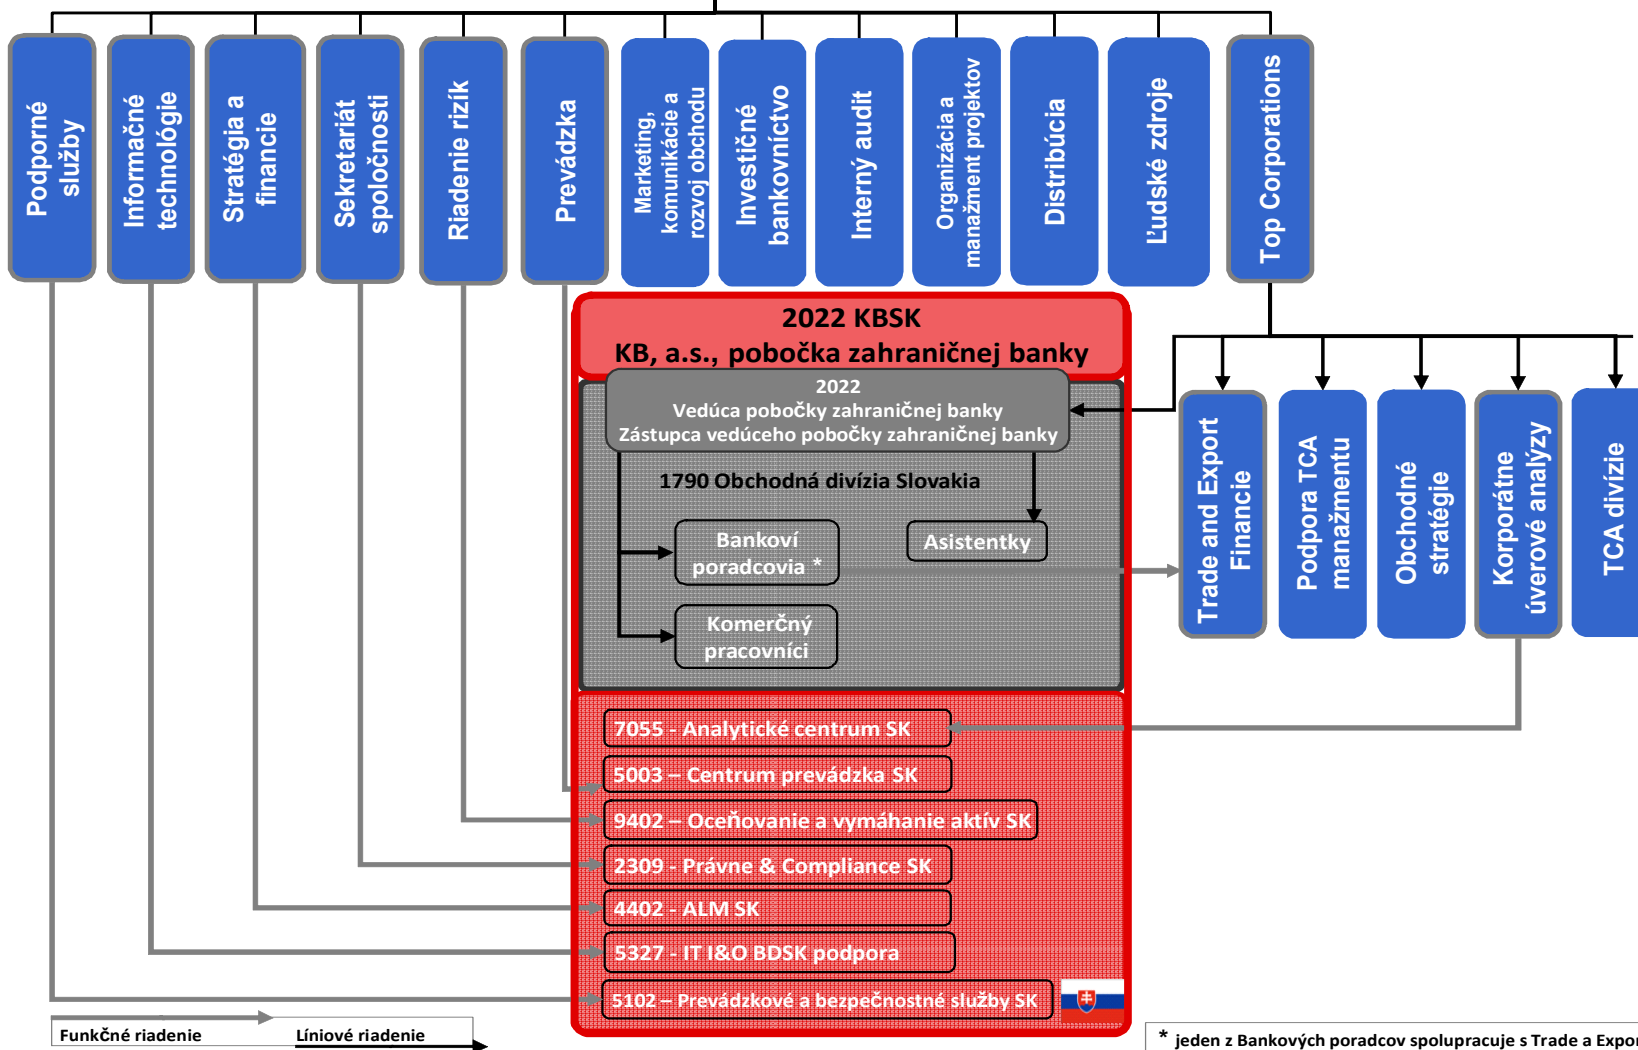 Podporné
služby
Informačné
technológie
Stratégia a
financie
Sekretariát
spoločnosti
Riadenie rizík
Prevádzka
Marketing,
komunikácie a
rozvoj obchodu
Investičné
bankovníctvo
Interný audit
Organizácia a
manažment projektov
Distribúcia
Ľudské zdroje
Top Corporations
2022 KBSK
KB, a.s., pobočka zahraničnej banky
2022
Vedúca pobočky zahraničnej banky
Zástupca vedúceho pobočky zahraničnej banky
1790 Obchodná divízia Slovakia
Bankoví
poradcovia *
Asistentky
Komerčný
pracovníci
Trade and Export
Financie
Podpora TCA
manažmentu
Obchodné
stratégie
Korporátne
úverové analýzy
TCA divízie
7055 - Analytické centrum SK
5003 – Centrum prevádzka SK
9402 – Oceňovanie a vymáhanie aktív SK
2309 - Právne & Compliance SK
4402 - ALM SK
5327 - IT I&O BDSK podpora
5102 – Prevádzkové a bezpečnostné služby SK
Funkčné riadenie
Líniové riadenie
* jeden z Bankových poradcov spolupracuje s Trade a Expor